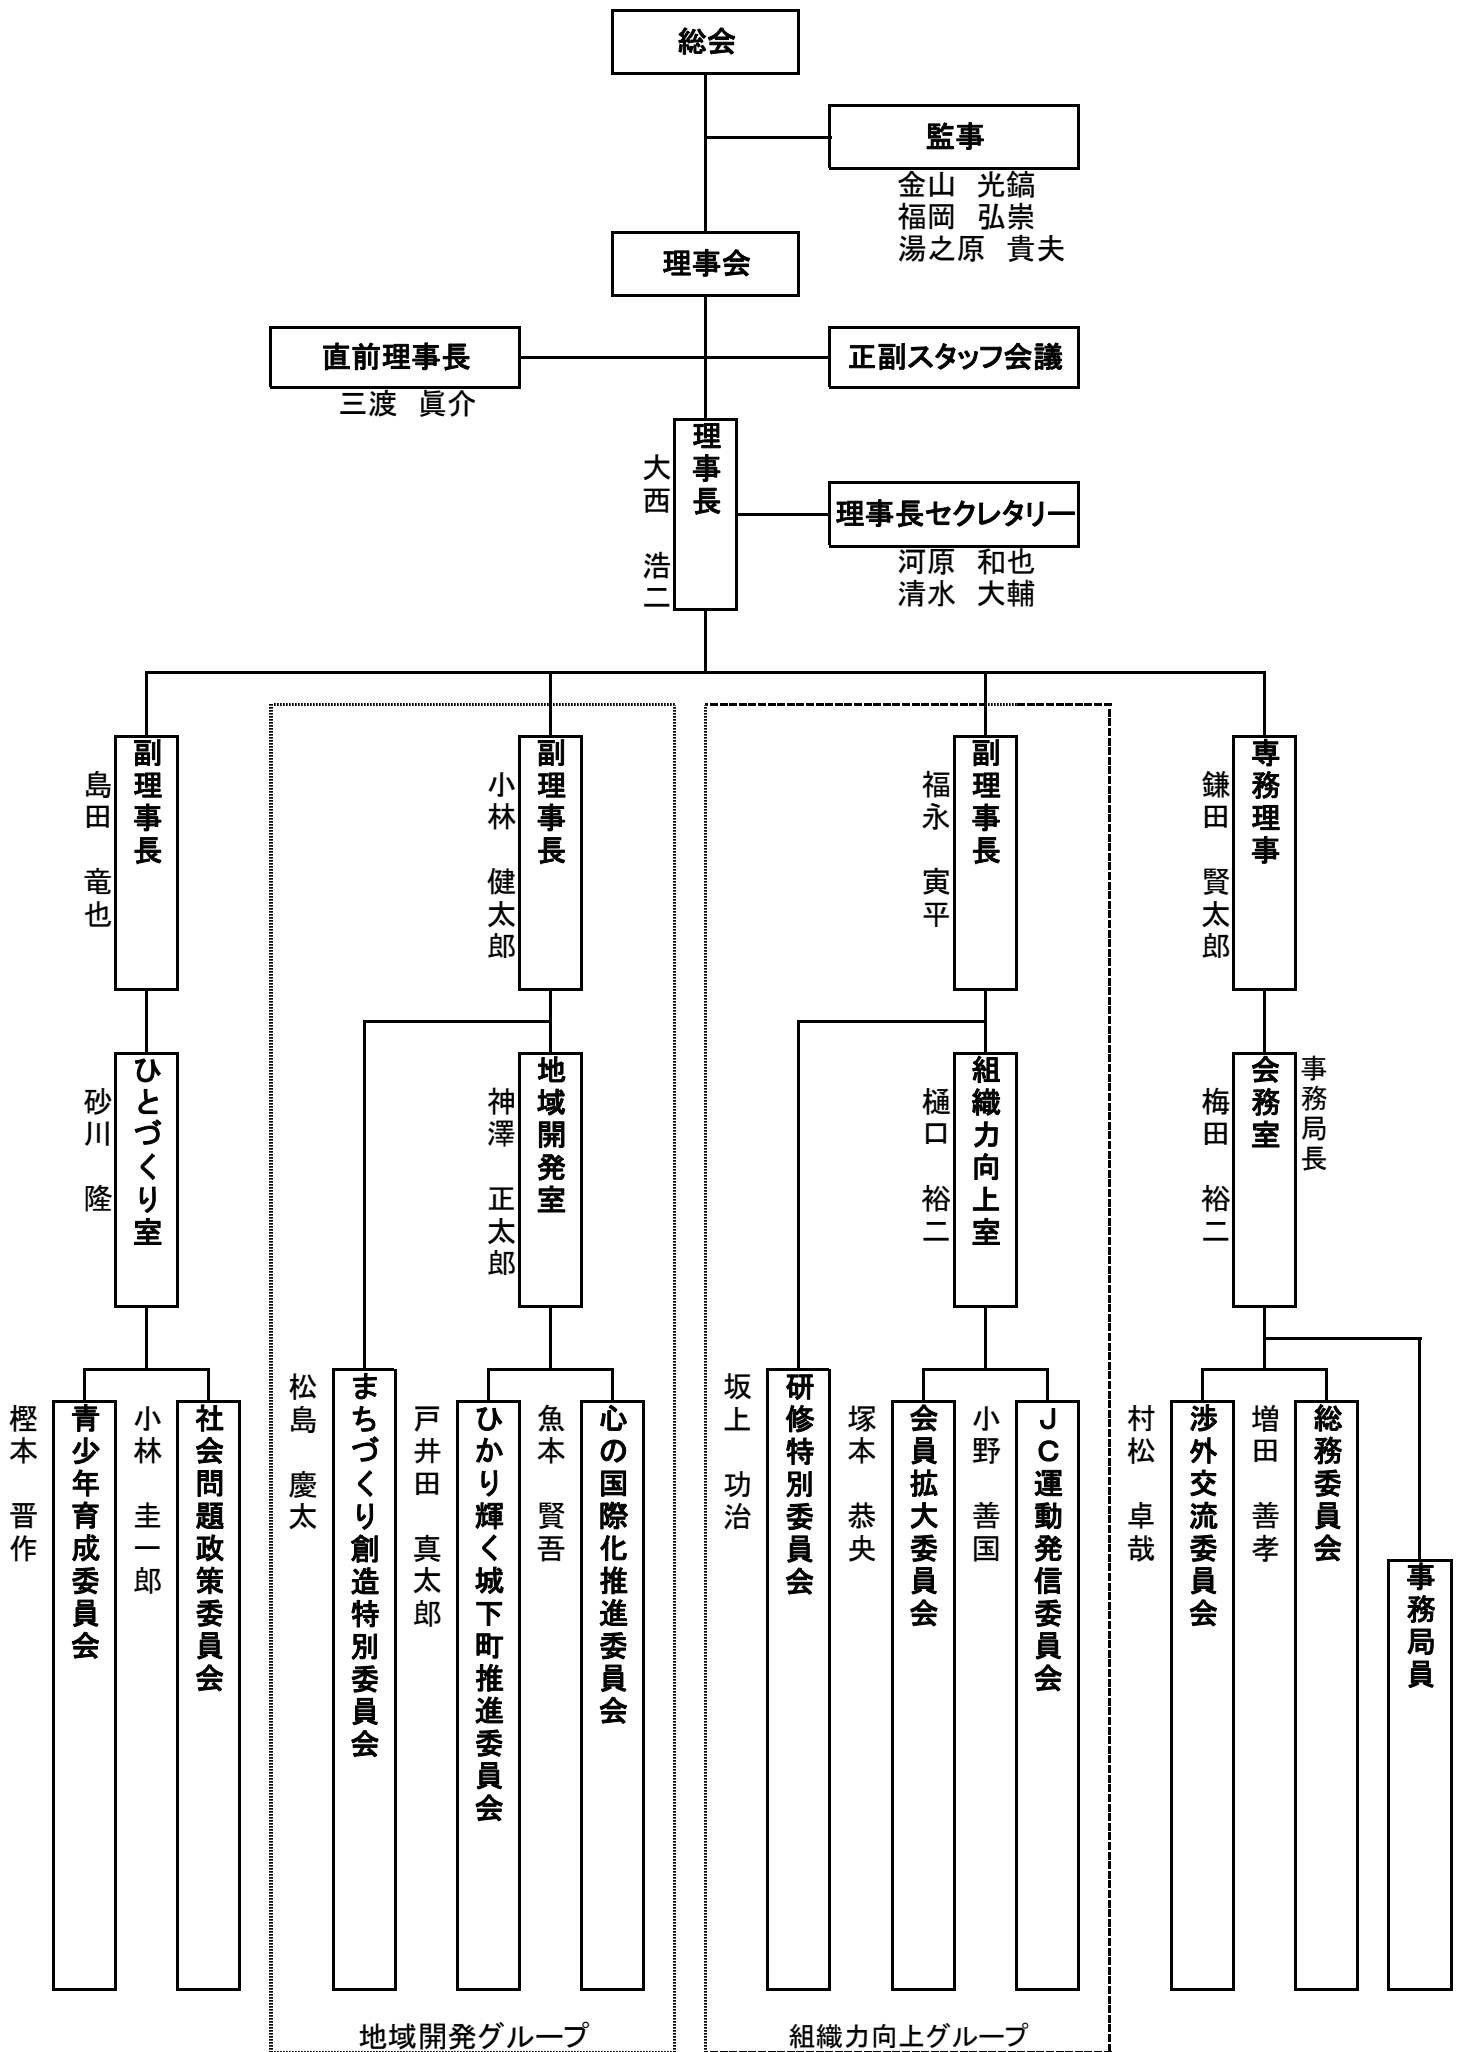 総会
監事
金山　光鎬
福岡　弘崇
湯之原　貴夫
理事会
直前理事長
三渡　眞介
正副スタッフ会議
理事長
大西　浩二
理事長セクレタリー
河原　和也
清水　大輔
副理事長
島田　竜也
副理事長
小林　健太郎
副理事長
福永　寅平
専務理事
鎌田　賢太郎
ひとづくり室
砂川　隆
地域開発室
神澤　正太郎
組織力向上室
樋口　裕二
事務局長
会務室
梅田　裕二
青少年育成委員会
樫本　晋作
社会問題政策委員会
小林　圭一郎
まちづくり創造特別委員会
松島　慶太
ひかり輝く城下町推進委員会
戸井田　真太郎
心の国際化推進委員会
魚本　賢吾
研修特別委員会
坂上　功治
会員拡大委員会
塚本　恭央
ＪＣ運動発信委員会
小野　善国
渉外交流委員会
村松　卓哉
総務委員会
増田　善孝
事務局員
地域開発グループ
組織力向上グループ